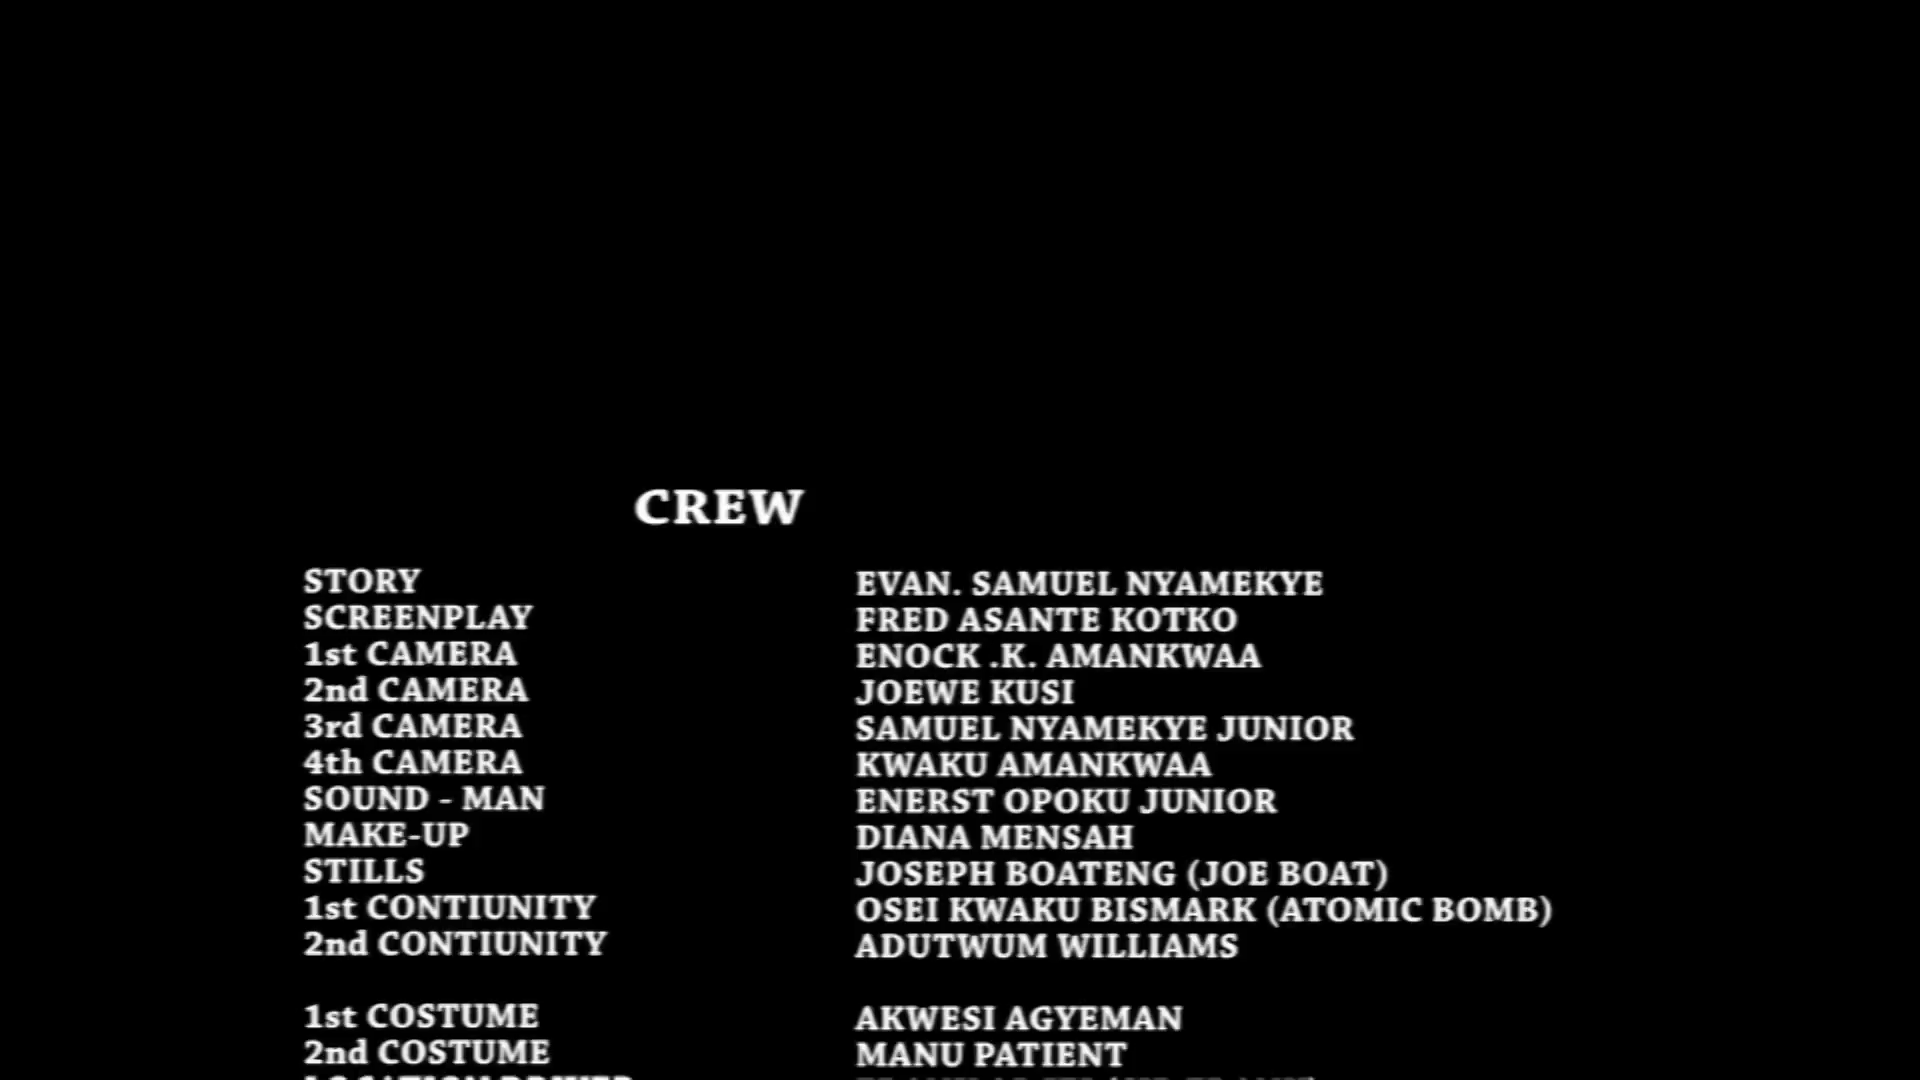 CREW
STORY EVAN. SAMUEL NYAMEKYE
SCREENPLAY FRED ASANTE KOTKO
1st CAMERA ENOCK .K. AMANKWAA
2nd CAMERA JOEWE KUSI
3rd CAMERA SAMUEL NYAMEKYE JUNIOR
4th CAMERA KWAKU AMANKWAA
SOUND - MAN ENERST OPOKU JUNIOR
MAKE-UP DIANA MENSAH
STILLS JOSEPH BOATENG (JOE BOAT)
1st CONTIUNITY OSEI KWAKU BISMARK (ATOMIC BOMB)
2nd CONTIUNITY ADUTWUM WILLIAMS
1st COSTUME AKWESI AGYEMAN
2nd COSTUME MANU PATIENT
LOCATION DRIVER